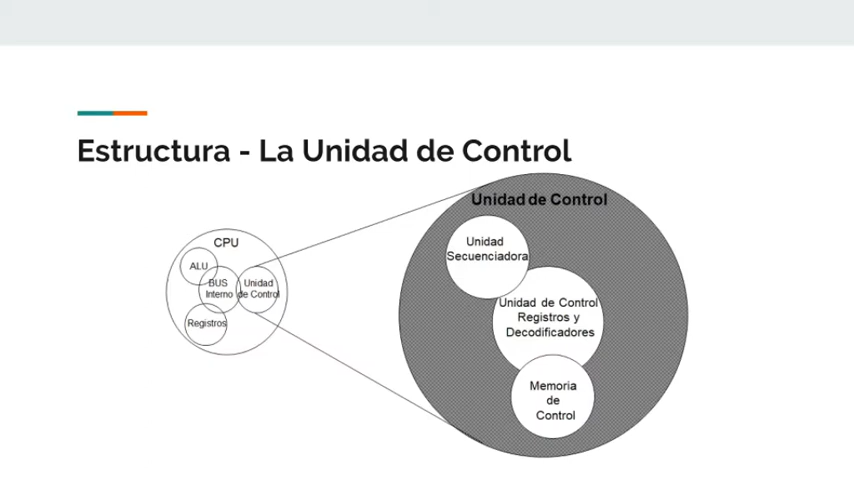 Estructura - La Unidad de Control
CPU
ALU
BUS
Interno
Unidad
de Control
Registros
Unidad de Control
Unidad
Secuenciadora
Unidad de Control
Registros y
Decodificadores
Memoria
de
Control